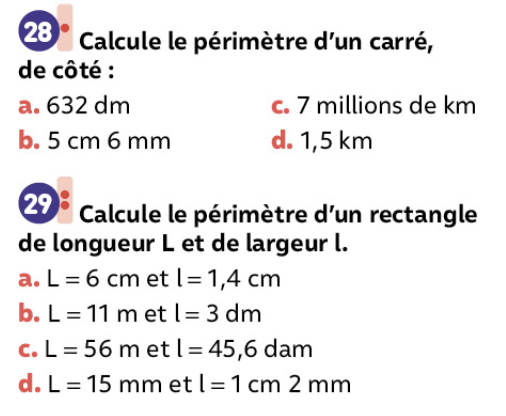 28 Calcule le périmètre d'un carré,
de côté :
a. 632 dm
c. 7 millions de km
b. 5 cm 6 mm
d. 1,5 km
29 Calcule le périmètre d'un rectangle
de longueur L et de largeur l.
a. L = 6 cm et l = 1,4 cm
b. L = 11 m et l = 3 dm
c. L = 56 m et l = 45,6 dam
d. L = 15 mm et l = 1 cm 2 mm